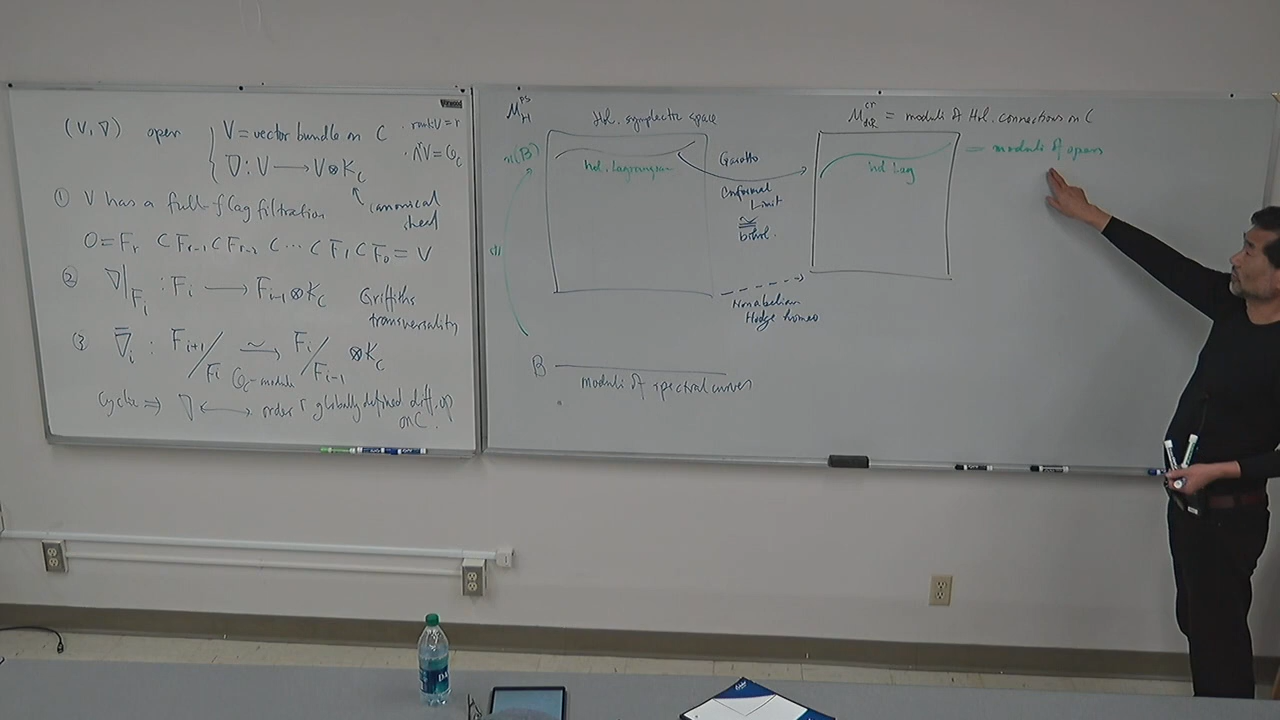 (V, ∇) oper
V = vector bundle on C
· rank V = r
∇ : V ⟶ V ⊗ K_C
· Λ^r V = O_C
↖ canonical sheaf
① V has a full-flag filtration
0 = F_r ⊂ F_{r-1} ⊂ F_{r-2} ⊂ ··· ⊂ F_1 ⊂ F_0 = V
② ∇|_{F_i} : F_i ⟶ F_{i-1} ⊗ K_C Griffiths transversality
③ ∇̄_i : F_{i+1}/F_i ⟶^~ F_i/F_{i-1} ⊗ K_C
O_C-module
Cyclic ⇒ ∇ ⟷ order r globally defined diff. op on C.
Hol. symplectic space
hol. Lagrangian
Gaiotto
Conformal
Limit
≅
bihol.
Nonabelian
Hodge homeo
B
moduli of spectral curves
M_dR = moduli of Hol. connections on C
hol Lag
= moduli of opers